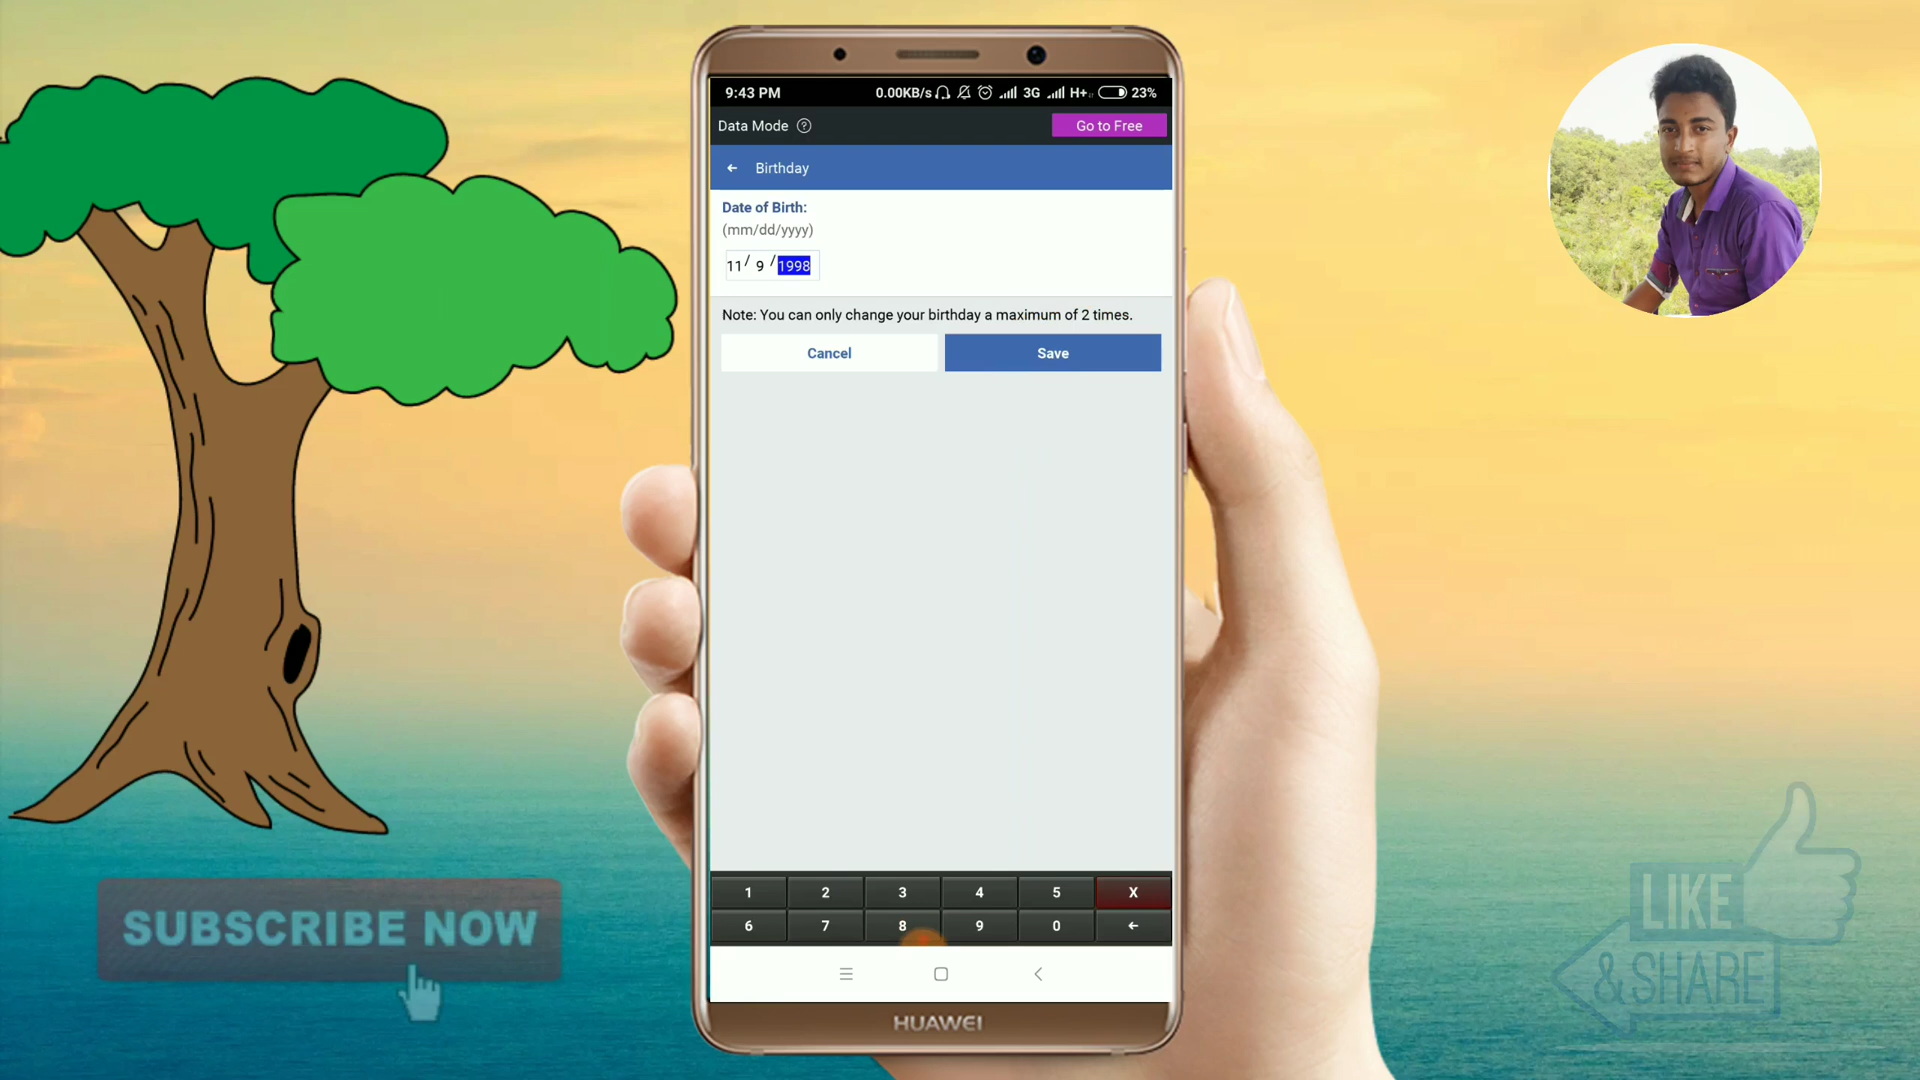 9:43 PM 0.00KB/s 3G H+ 23%
Data Mode ? Go to Free
Birthday
Date of Birth:
(mm/dd/yyyy)
11/ 9 /1998
Note: You can only change your birthday a maximum of 2 times.
Cancel Save
1 2 3 4 5 X
6 7 8 9 0
HUAWEI
SUBSCRIBE NOW
LIKE
& SHARE